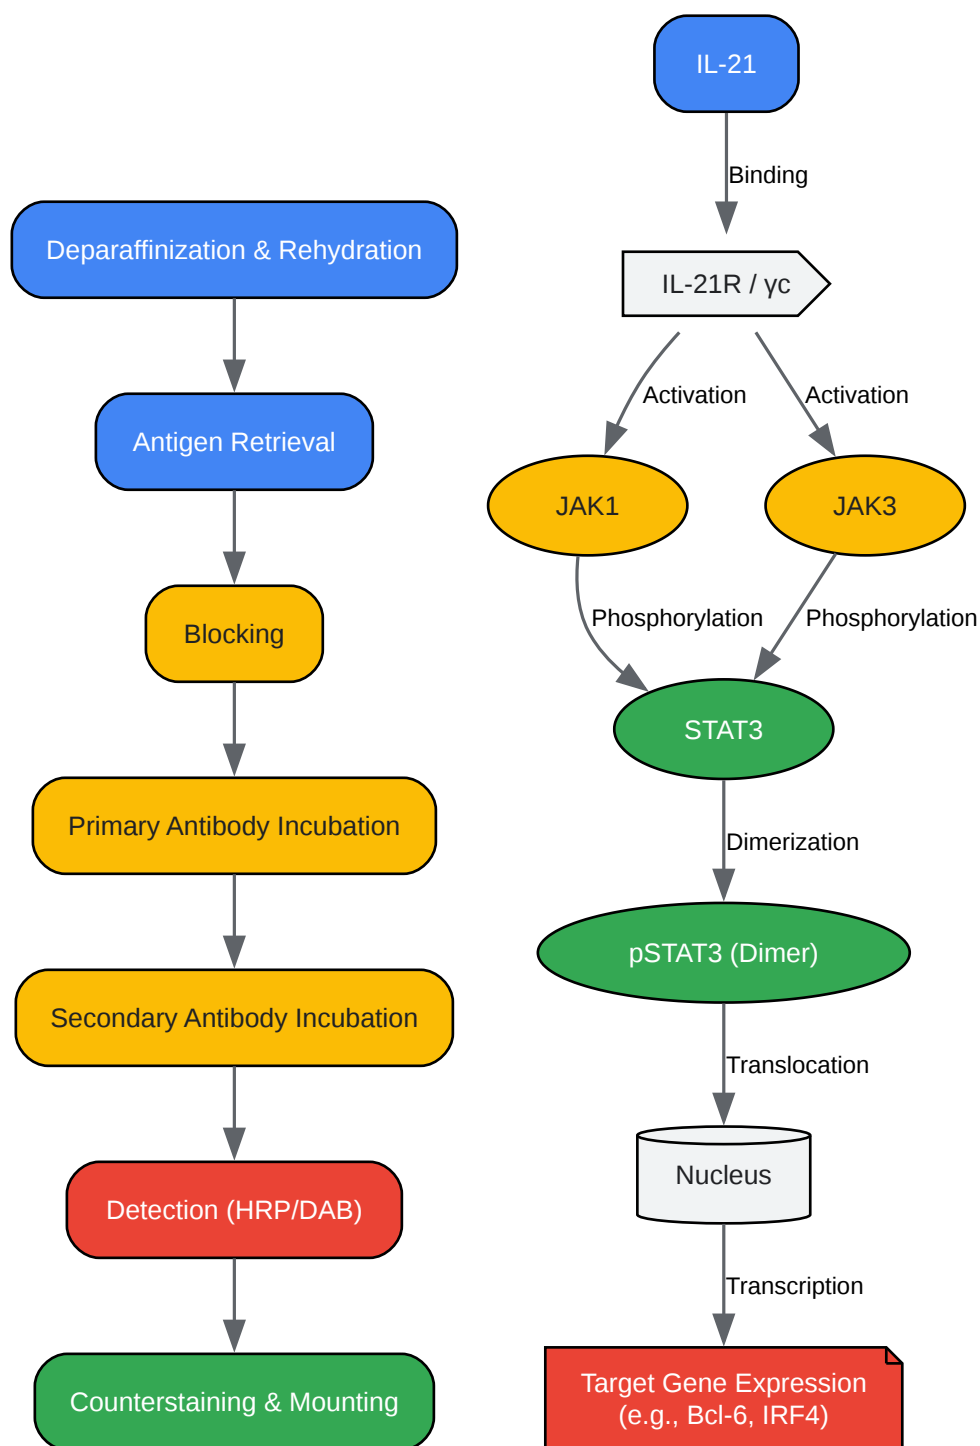 Deparaffinization & Rehydration
Antigen Retrieval
Blocking
Primary Antibody Incubation
Secondary Antibody Incubation
Detection (HRP/DAB)
Counterstaining & Mounting
IL-21
Binding
IL-21R / γc
Activation
Activation
JAK1
JAK3
Phosphorylation
Phosphorylation
STAT3
Dimerization
pSTAT3 (Dimer)
Translocation
Nucleus
Transcription
Target Gene Expression
(e.g., Bcl-6, IRF4)